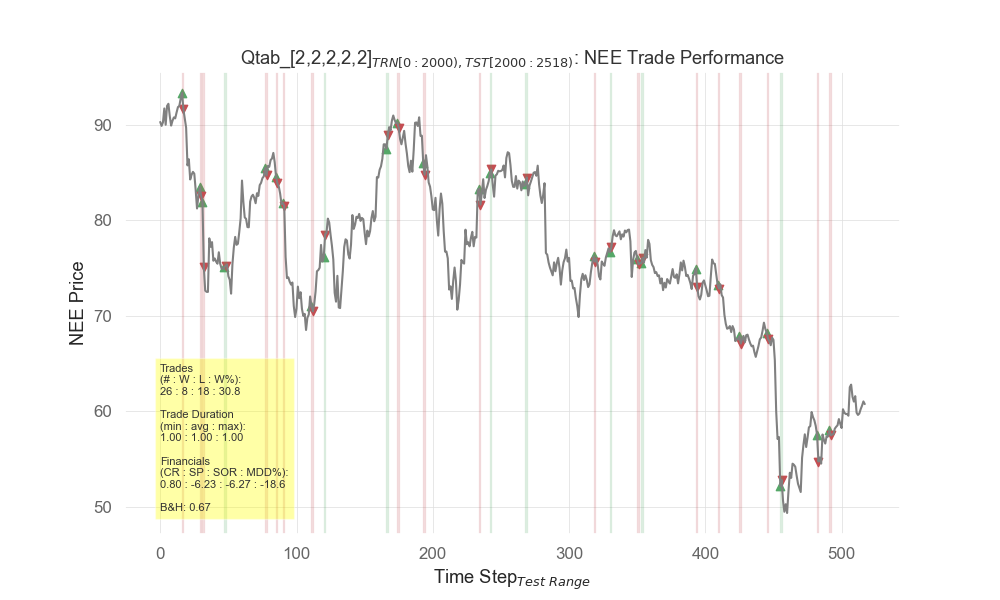 Qtab_[2,2,2,2,2]TRN[0 : 2000), TST[2000 : 2518): NEE Trade Performance
NEE Price
90
80
70
60
50
Trades
(# : W : L : W%):
26 : 8 : 18 : 30.8
Trade Duration
(min : avg : max):
1.00 : 1.00 : 1.00
Financials
(CR : SP : SOR : MDD%):
0.80 : -6.23 : -6.27 : -18.6
B&H: 0.67
0 100 200 300 400 500
Time StepTest Range